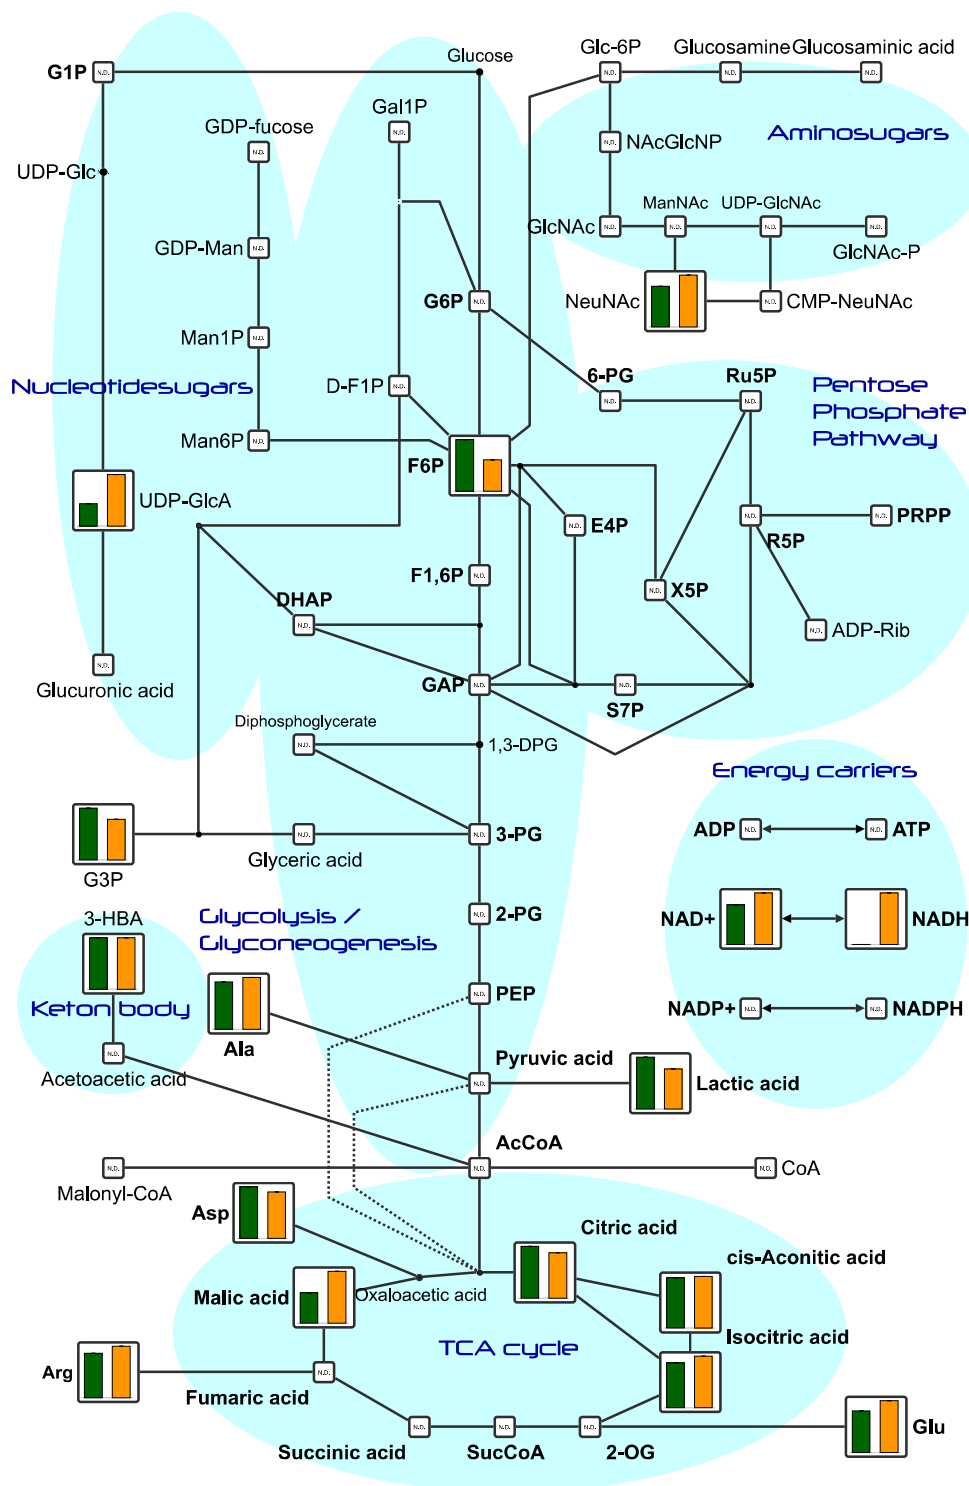 Glucose
Glc-6P
Glucosamine
Glucosaminic acid
G1P
N.D.
N.D.
N.D.
N.D.
Gal1P
N.D.
GDP-fucose
N.D.
NAcGlcNP
N.D.
Aminosugars
UDP-Glc
ManNAc
UDP-GlcNAc
GlcNAc
N.D.
N.D.
N.D.
N.D.
GlcNAc-P
GDP-Man
N.D.
NeuNAc
G6P
N.D.
N.D.
CMP-NeuNAc
Man1P
N.D.
Nucleotidesugars
D-F1P
N.D.
6-PG
N.D.
Ru5P
N.D.
Pentose
Phosphate
Pathway
Man6P
N.D.
F6P
UDP-GlcA
N.D.
E4P
N.D.
R5P
N.D.
PRPP
F1,6P
N.D.
N.D.
X5P
DHAP
N.D.
N.D.
ADP-Rib
N.D.
Glucuronic acid
GAP
N.D.
N.D.
S7P
Diphosphoglycerate
N.D.
1,3-DPG
Energy carriers
G3P
N.D.
Glyceric acid
N.D.
3-PG
ADP
N.D.
N.D.
ATP
3-HBA
Glycolysis /
Glyconeogenesis
N.D.
2-PG
NAD+
NADH
Keton body
Ala
N.D.
PEP
NADP+
N.D.
N.D.
NADPH
N.D.
Acetoacetic acid
Pyruvic acid
N.D.
Lactic acid
AcCoA
N.D.
Malonyl-CoA
N.D.
N.D.
CoA
Asp
Citric acid
cis-Aconitic acid
Malic acid
Oxaloacetic acid
Isocitric acid
TCA cycle
Arg
N.D.
Fumaric acid
N.D.
N.D.
N.D.
Succinic acid
SucCoA
2-OG
Glu